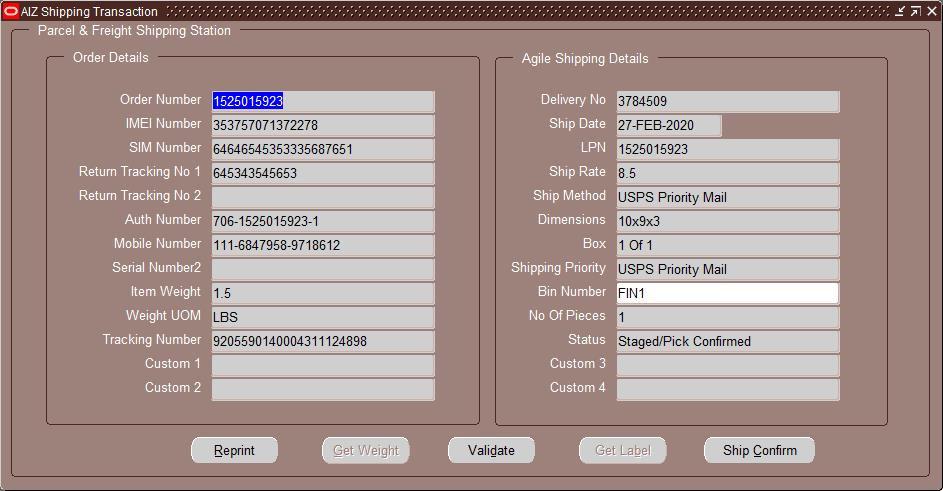 AIZ Shipping Transaction
Parcel & Freight Shipping Station
Order Details
Order Number 1525015923
IMEI Number 353757071372278
SIM Number 64646545353335687651
Return Tracking No 1 645343545653
Return Tracking No 2
Auth Number 706-1525015923-1
Mobile Number 111-6847958-9718612
Serial Number2
Item Weight 1.5
Weight UOM LBS
Tracking Number 9205590140004311124898
Custom 1
Custom 2
Agile Shipping Details
Delivery No 3784509
Ship Date 27-FEB-2020
LPN 1525015923
Ship Rate 8.5
Ship Method USPS Priority Mail
Dimensions 10x9x3
Box 1 Of 1
Shipping Priority USPS Priority Mail
Bin Number FIN1
No Of Pieces 1
Status Staged/Pick Confirmed
Custom 3
Custom 4
Reprint Get Weight Validate Get Label Ship Confirm